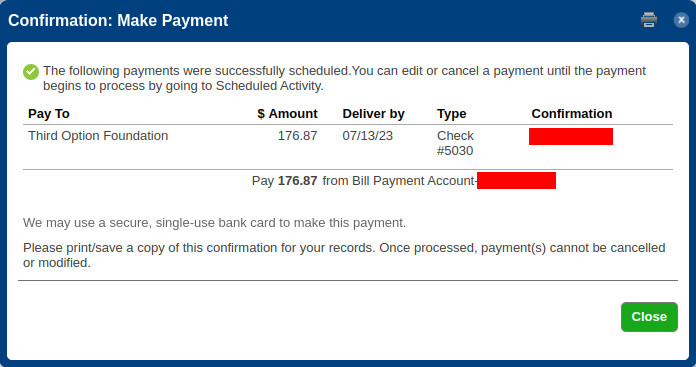 Confirmation: Make Payment
The following payments were successfully scheduled.You can edit or cancel a payment until the payment
begins to process by going to Scheduled Activity.
Pay To $ Amount Deliver by Type Confirmation
Third Option Foundation 176.87 07/13/23 Check
#5030
Pay 176.87 from Bill Payment Account-
We may use a secure, single-use bank card to make this payment.
Please print/save a copy of this confirmation for your records. Once processed, payment(s) cannot be cancelled
or modified.
Close